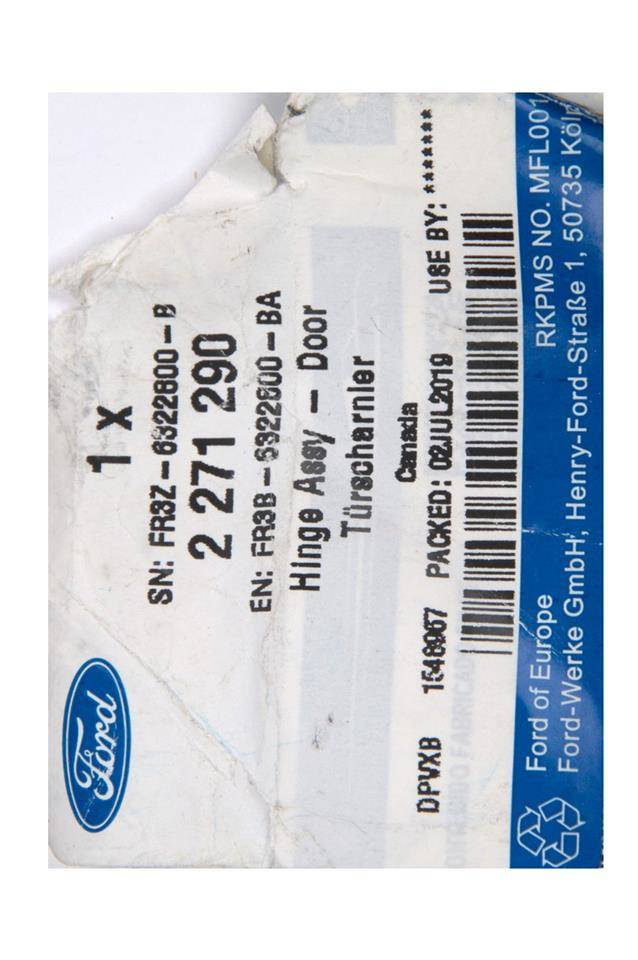 Ford
1 x
SN: FR3Z-6322800-B
2 271 290
EN: FR3B-6322800-BA
Hinge Assy - Door
Türscharnier
Canada
DPVXB 1548967 PACKED: 02JUL2019 USE BY: *******
Ford of Europe RKPMS NO. MFL001
Ford-Werke GmbH, Henry-Ford-Straße 1, 50735 Köln